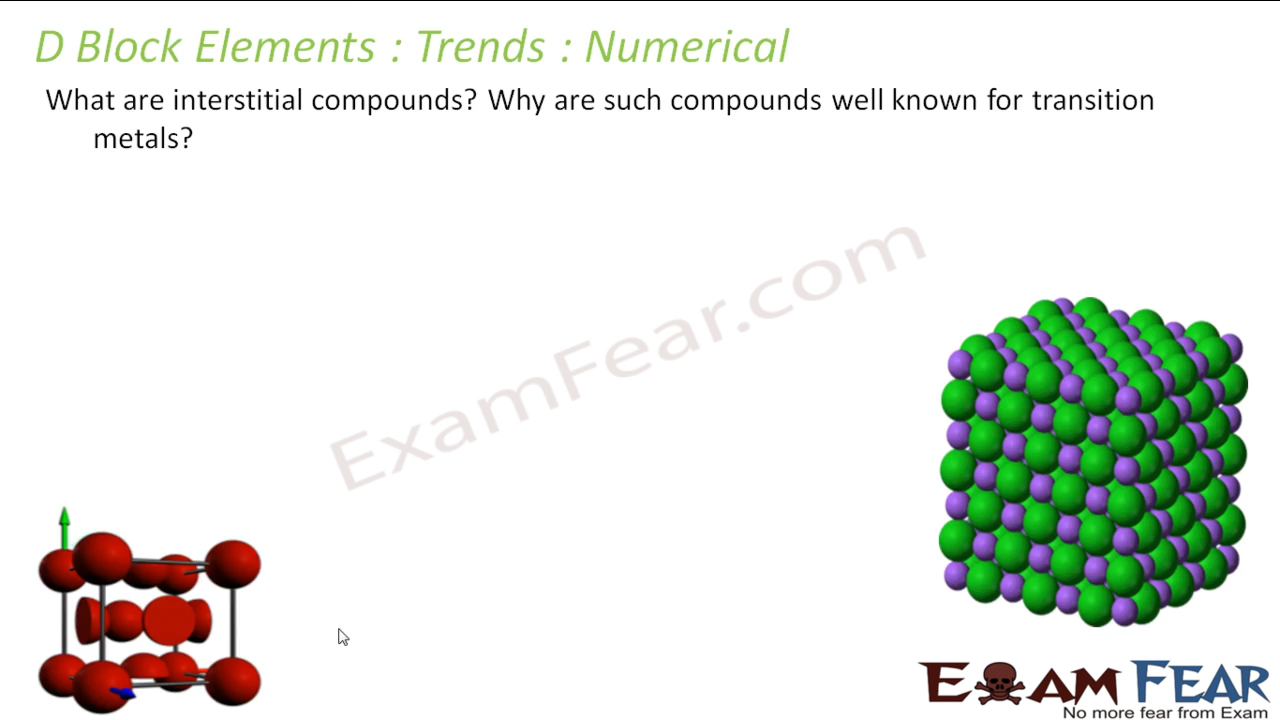 D Block Elements : Trends : Numerical
What are interstitial compounds? Why are such compounds well known for transition
metals?
ExamFear.com
EXAM FEAR
No more fear from Exam